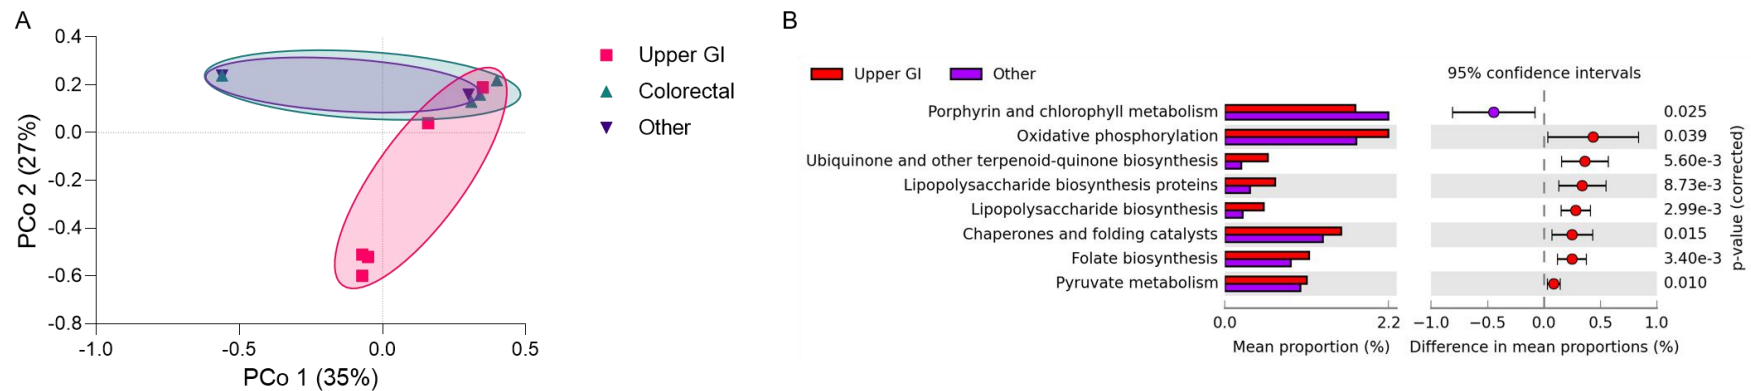 A
0.4
0.2
0.0
-0.2
-0.4
-0.6
-0.8
-1.0 -0.5 0.0 0.5
PCo 2 (27%)
PCo 1 (35%)
Upper GI
Colorectal
Other
B
Upper GI Other
95% confidence intervals
Porphyrin and chlorophyll metabolism 0.025
Oxidative phosphorylation 0.039
Ubiquinone and other terpenoid-quinone biosynthesis 5.60e-3
Lipopolysaccharide biosynthesis proteins 8.73e-3
Lipopolysaccharide biosynthesis 2.99e-3
Chaperones and folding catalysts 0.015
Folate biosynthesis 3.40e-3
Pyruvate metabolism 0.010
p-value (corrected)
0.0 2.2 −1.0 −0.5 0.0 0.5 1.0
Mean proportion (%) Difference in mean proportions (%)